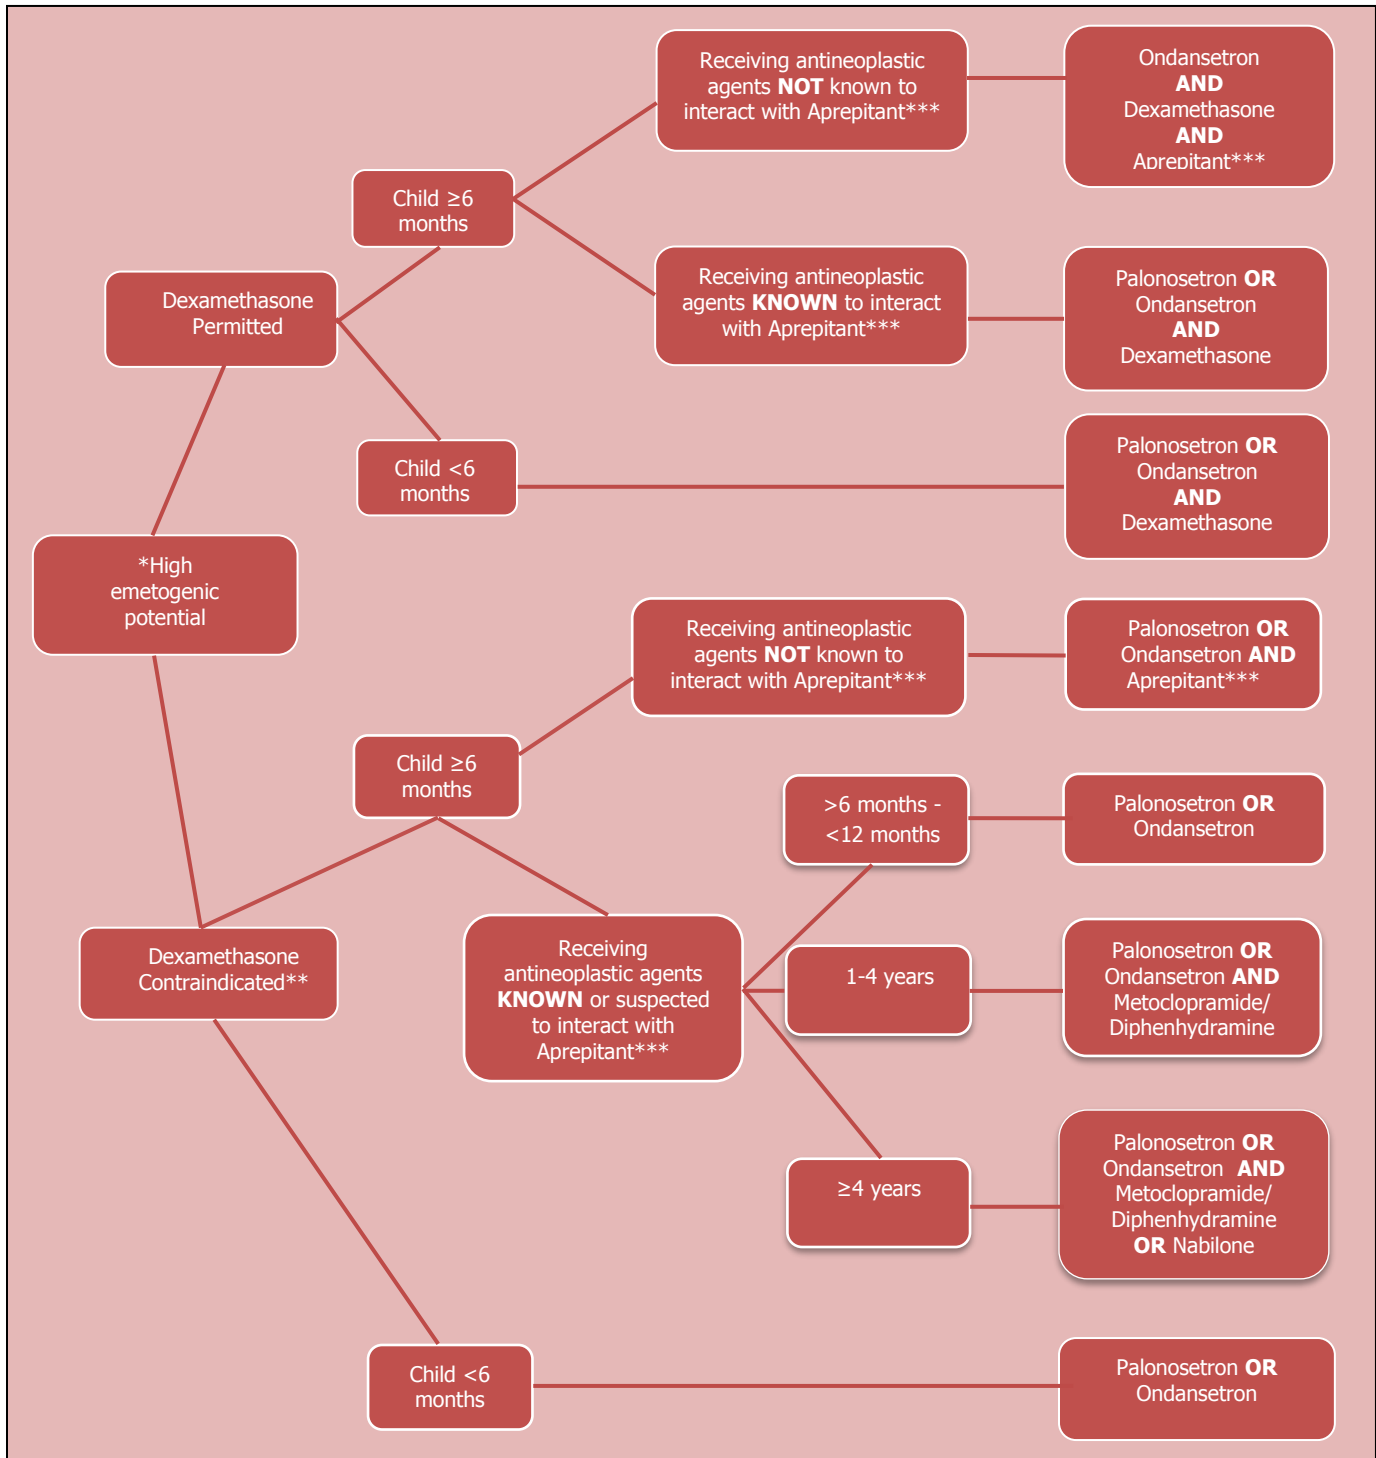 Receiving antineoplastic
agents NOT known to
interact with Aprepitant***
Ondansetron
AND
Dexamethasone
AND
Aprepitant***
Child ≥6
months
Receiving antineoplastic
agents KNOWN to interact
with Aprepitant***
Palonosetron OR
Ondansetron
AND
Dexamethasone
Dexamethasone
Permitted
Child <6
months
Palonosetron OR
Ondansetron
AND
Dexamethasone
*High
emetogenic
potential
Receiving antineoplastic
agents NOT known to
interact with Aprepitant***
Palonosetron OR
Ondansetron AND
Aprepitant***
Child ≥6
months
>6 months -
<12 months
Palonosetron OR
Ondansetron
Dexamethasone
Contraindicated**
Receiving
antineoplastic agents
KNOWN or suspected
to interact with
Aprepitant***
1-4 years
Palonosetron OR
Ondansetron AND
Metoclopramide/
Diphenhydramine
≥4 years
Palonosetron OR
Ondansetron AND
Metoclopramide/
Diphenhydramine
OR Nabilone
Child <6
months
Palonosetron OR
Ondansetron